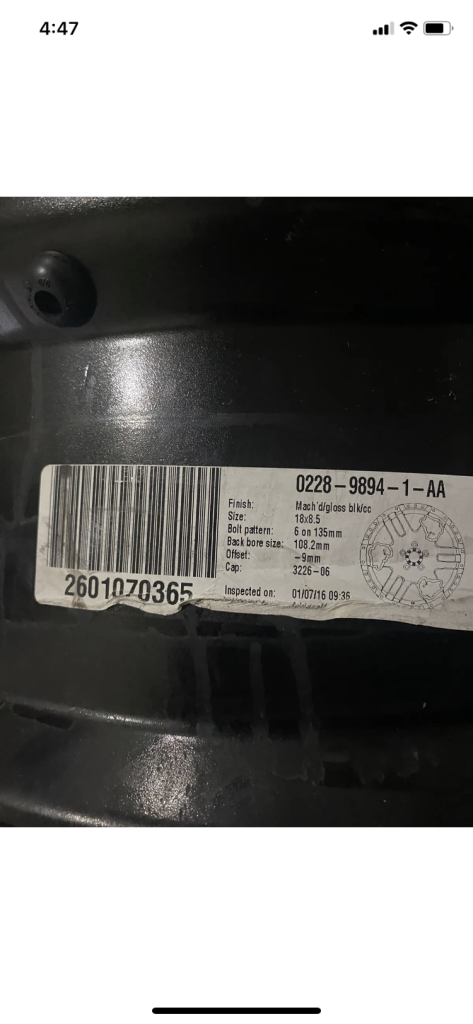 4:47
0228-9894-1-AA
Finish: Mach'd/gloss blk/cc
Size: 18x8.5
Bolt pattern: 6 on 135mm
Back bore size: 108.2mm
Offset: -9mm
Cap: 3226-06
2601070365
Inspected on: 01/07/16 09:36